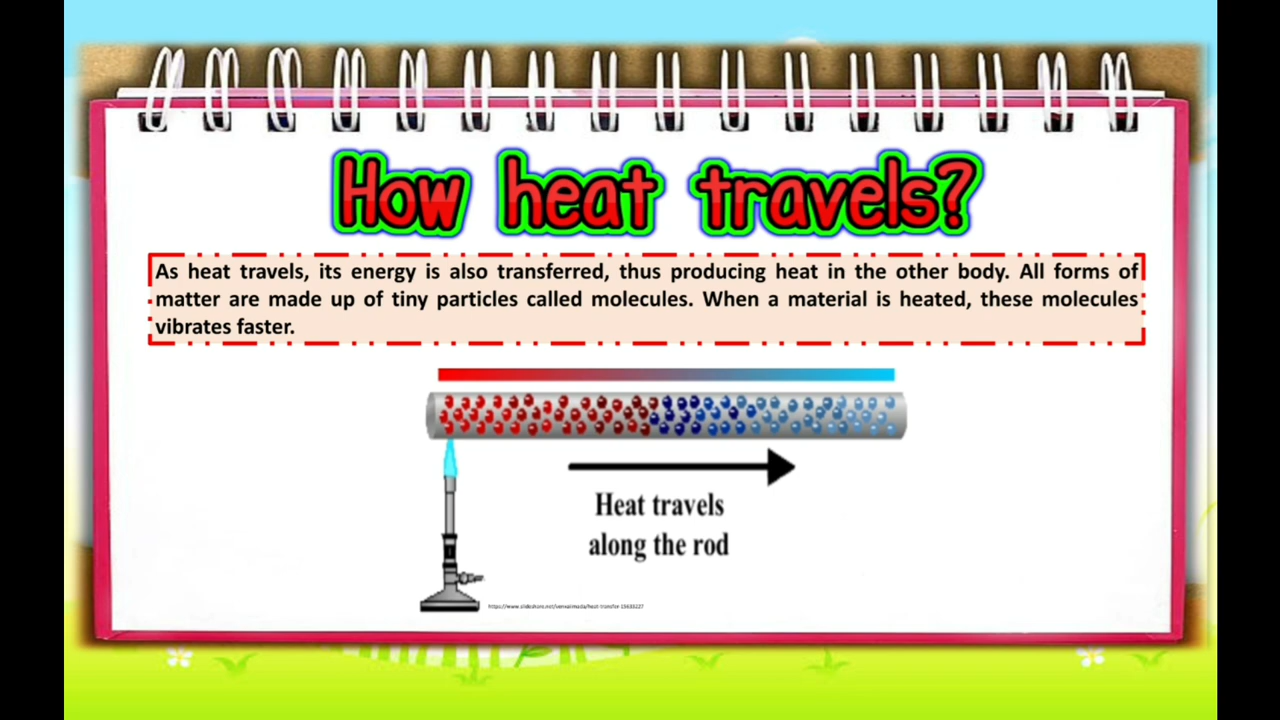 How heat travels?
As heat travels, its energy is also transferred, thus producing heat in the other body. All forms of
matter are made up of tiny particles called molecules. When a material is heated, these molecules
vibrates faster.
Heat travels
along the rod